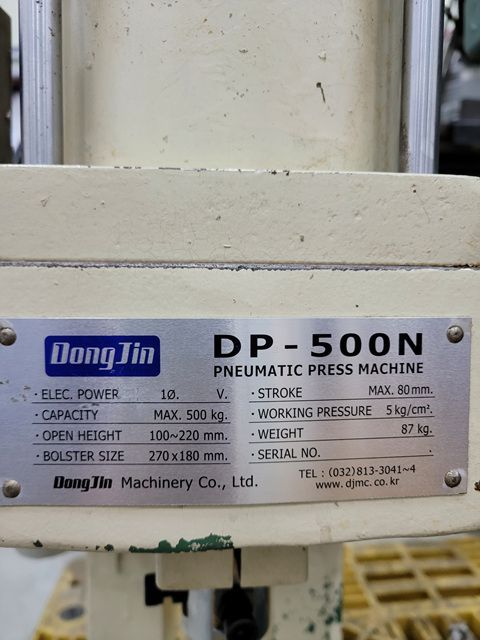 DongJin
DP-500N
PNEUMATIC PRESS MACHINE
· ELEC. POWER 1Ø. V.
· CAPACITY MAX. 500 kg.
· OPEN HEIGHT 100~220 mm.
· BOLSTER SIZE 270x180 mm.
· STROKE MAX. 80mm.
· WORKING PRESSURE 5 kg/cm².
· WEIGHT 87 kg.
· SERIAL NO. .
DongJin Machinery Co., Ltd.
TEL : (032)813-3041~4
www. djmc. co.kr